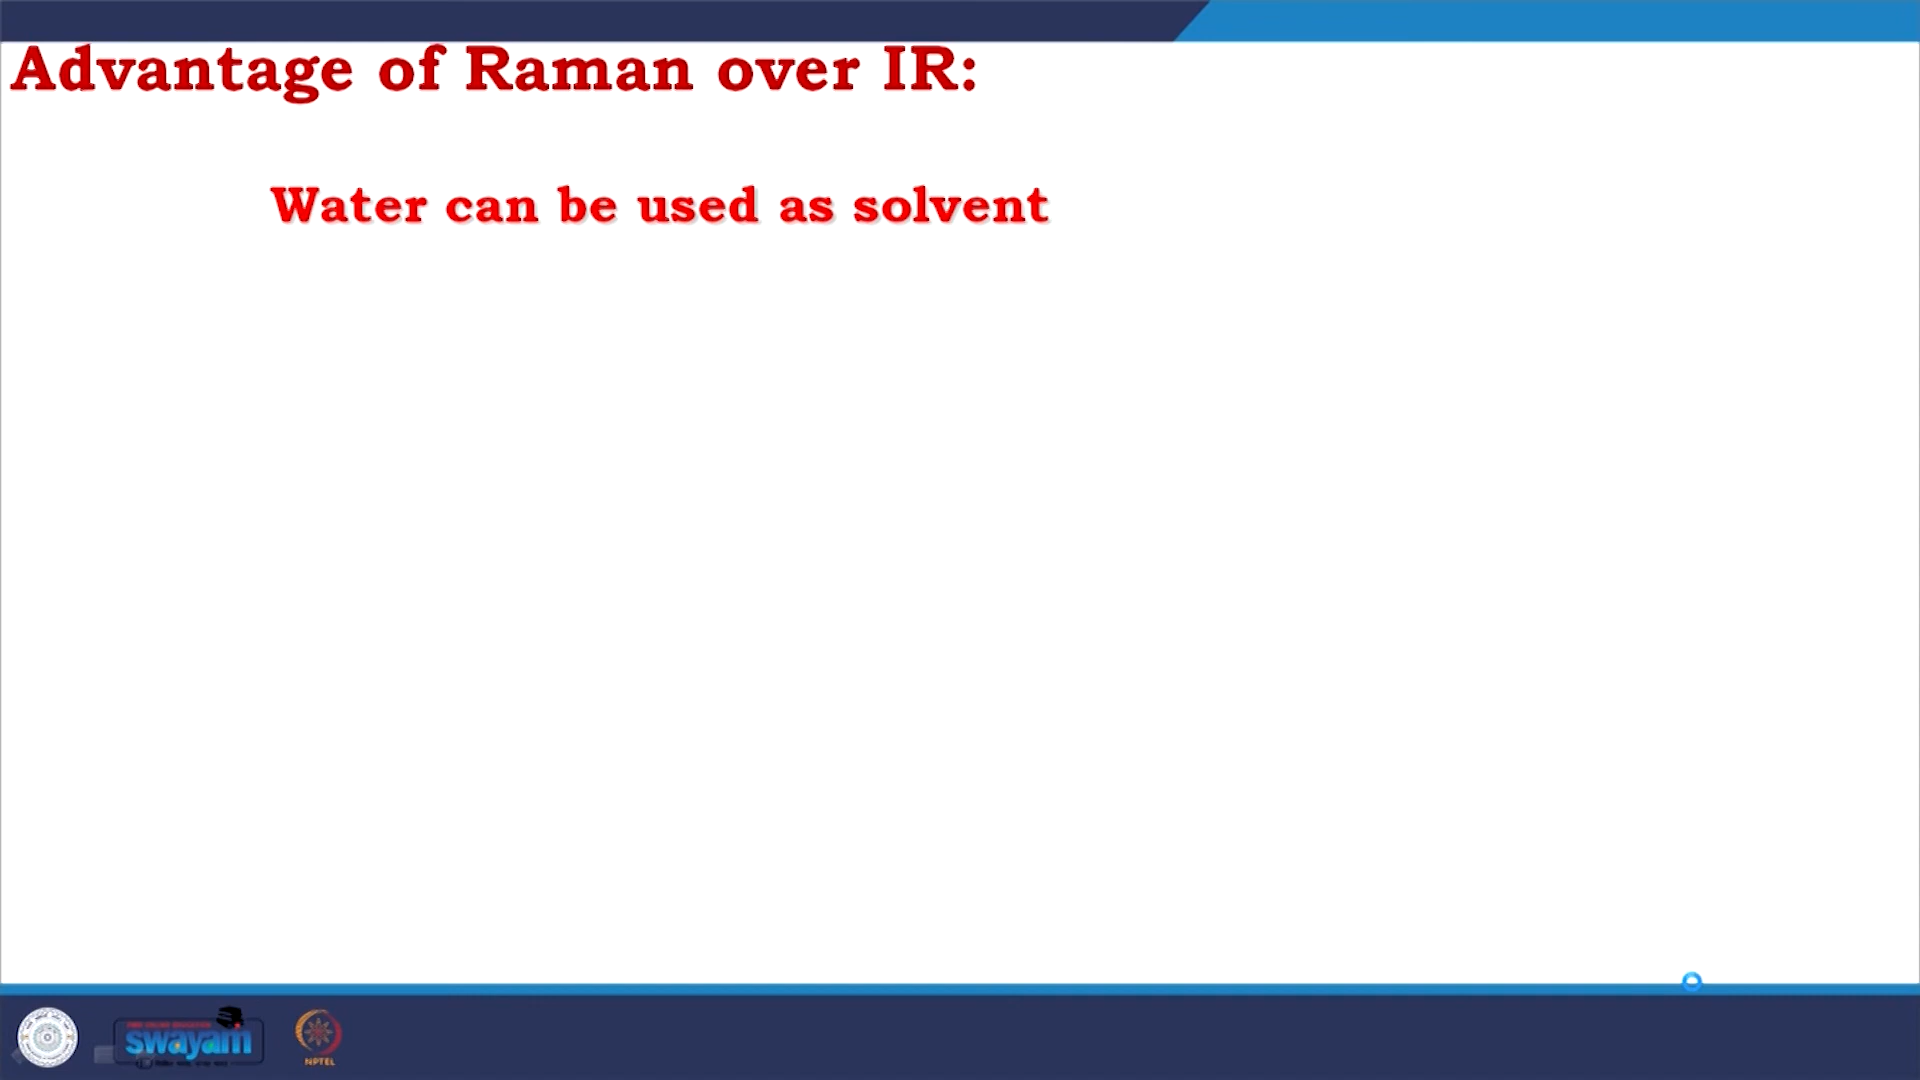 Advantage of Raman over IR:
Water can be used as solvent
swayam
NPTEL